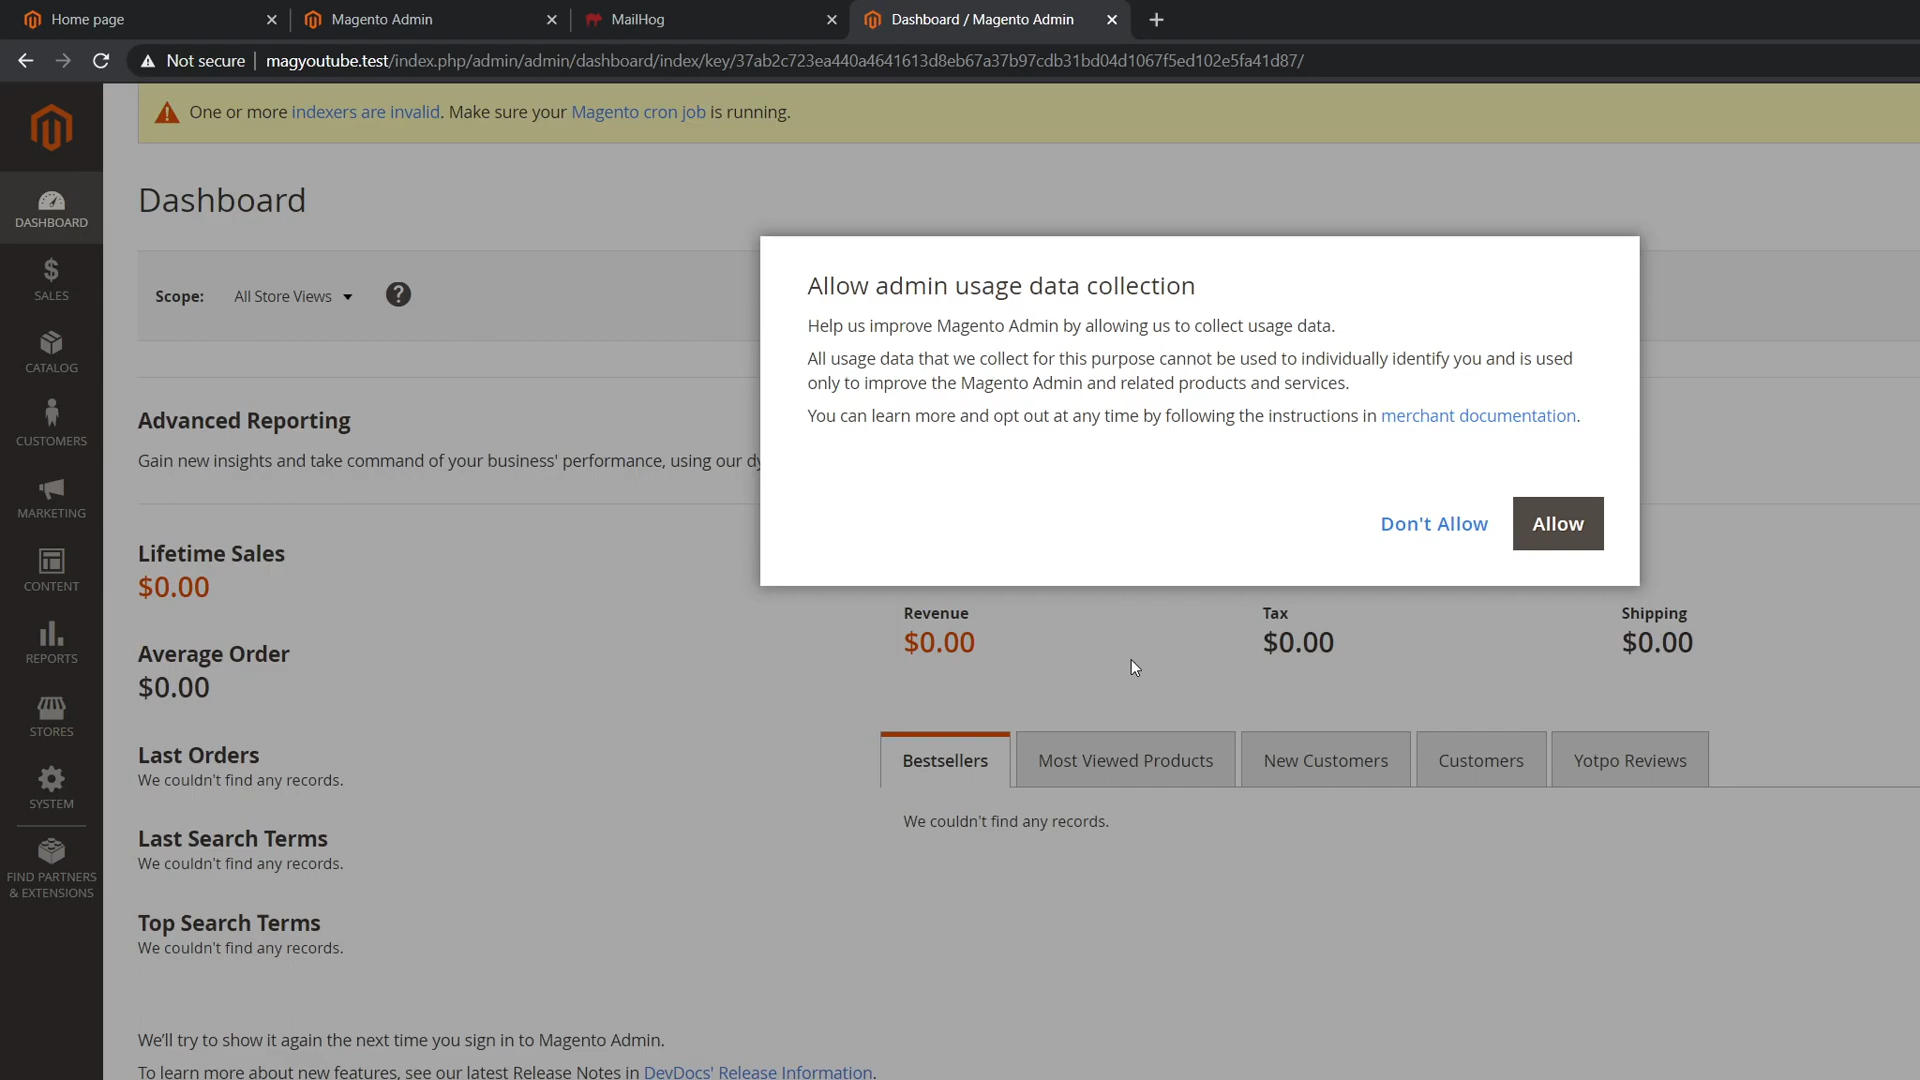 Home page
Magento Admin
MailHog
Dashboard / Magento Admin
Not secure
magyoutube.test/index.php/admin/admin/dashboard/index/key/37ab2c723ea440a4641613d8eb67a37b97cdb31bd04d1067f5ed102e5fa41d87/
One or more indexers are invalid. Make sure your Magento cron job is running.
DASHBOARD
SALES
CATALOG
CUSTOMERS
MARKETING
CONTENT
REPORTS
STORES
SYSTEM
FIND PARTNERS
& EXTENSIONS
Dashboard
Scope: All Store Views
?
Allow admin usage data collection
Help us improve Magento Admin by allowing us to collect usage data.
All usage data that we collect for this purpose cannot be used to individually identify you and is used
only to improve the Magento Admin and related products and services.
You can learn more and opt out at any time by following the instructions in merchant documentation.
Don't Allow
Allow
Advanced Reporting
Gain new insights and take command of your business' performance, using our dy
Lifetime Sales
$0.00
Average Order
$0.00
Revenue
$0.00
Tax
$0.00
Shipping
$0.00
Last Orders
We couldn't find any records.
Last Search Terms
We couldn't find any records.
Top Search Terms
We couldn't find any records.
Bestsellers
Most Viewed Products
New Customers
Customers
Yotpo Reviews
We couldn't find any records.
We'll try to show it again the next time you sign in to Magento Admin.
To learn more about new features, see our latest Release Notes in DevDocs' Release Information.